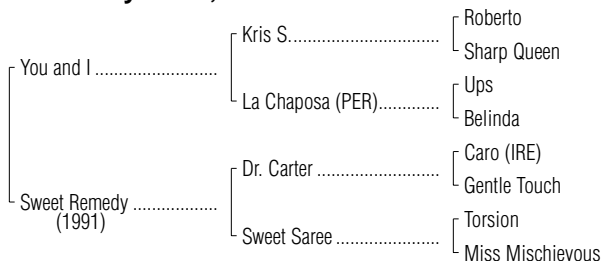 Roberto
Kris S.
Sharp Queen
You and I
Ups
La Chaposa (PER)
Belinda
Caro (IRE)
Dr. Carter
Gentle Touch
Sweet Remedy
(1991)
Torsion
Sweet Saree
Miss Mischievous